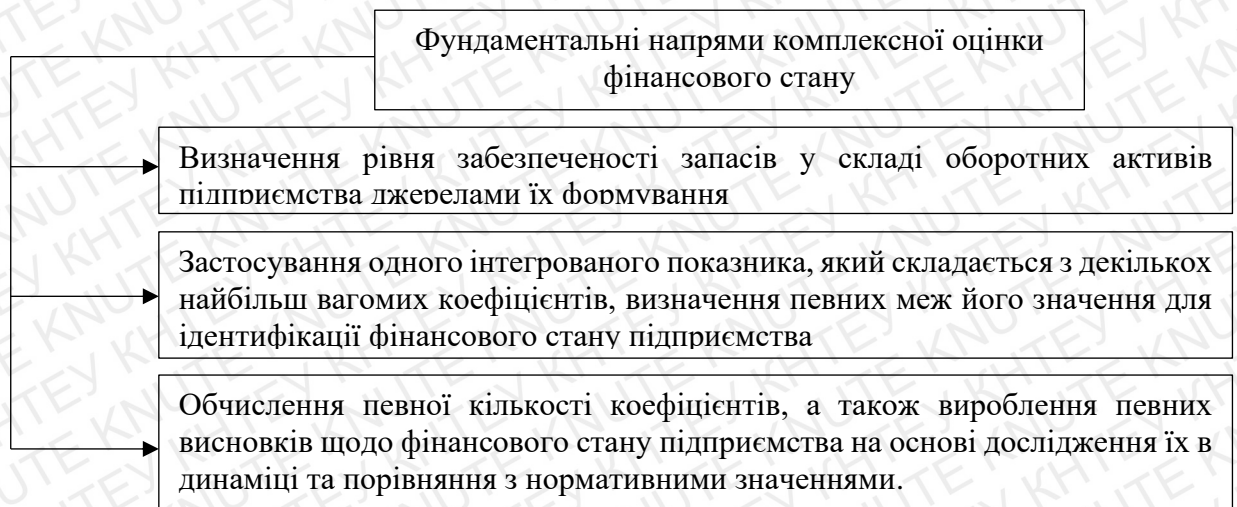 Фундаментальні напрями комплексної оцінки
фінансового стану
Визначення рівня забезпеченості запасів у складі оборотних активів
підприємства джерелами їх формування
Застосування одного інтегрованого показника, який складається з декількох
найбільш вагомих коефіцієнтів, визначення певних меж його значення для
ідентифікації фінансового стану підприємства
Обчислення певної кількості коефіцієнтів, а також вироблення певних
висновків щодо фінансового стану підприємства на основі дослідження їх в
динаміці та порівняння з нормативними значеннями.